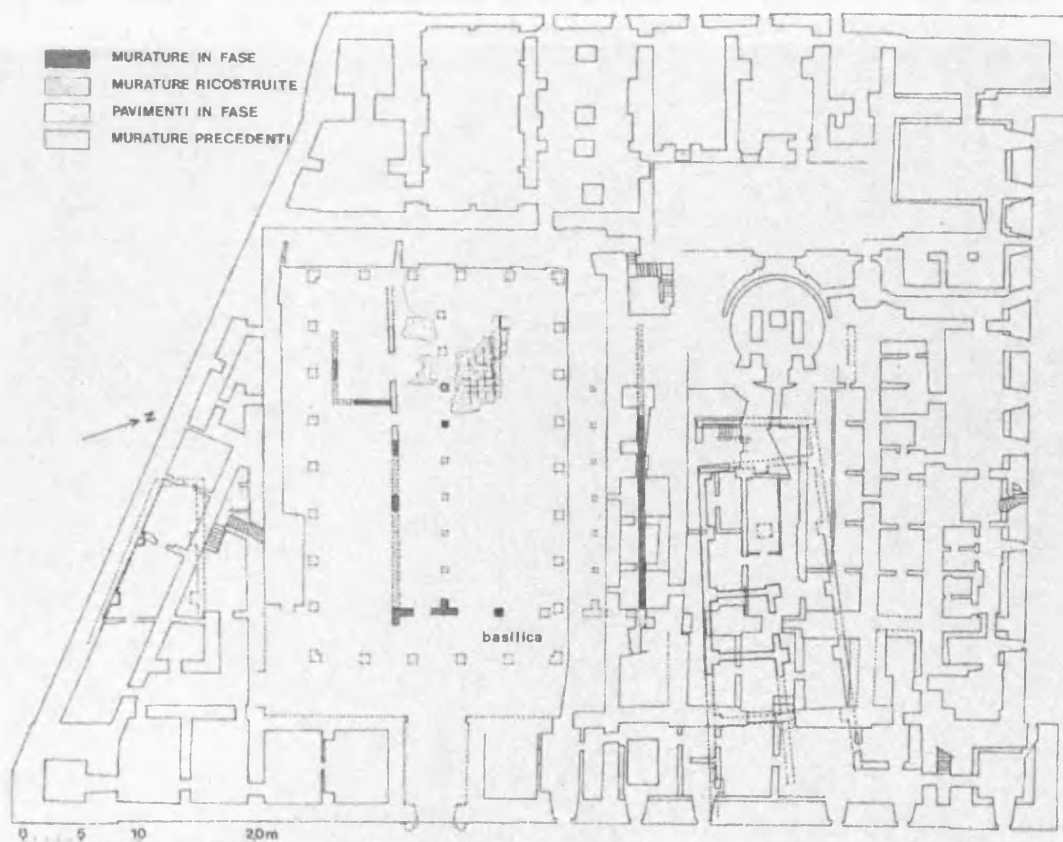 MURATURE IN FASE
MURATURE RICOSTRUITE
PAVIMENTI IN FASE
MURATURE PRECEDENTI
N
basilica
0 5 10 20m